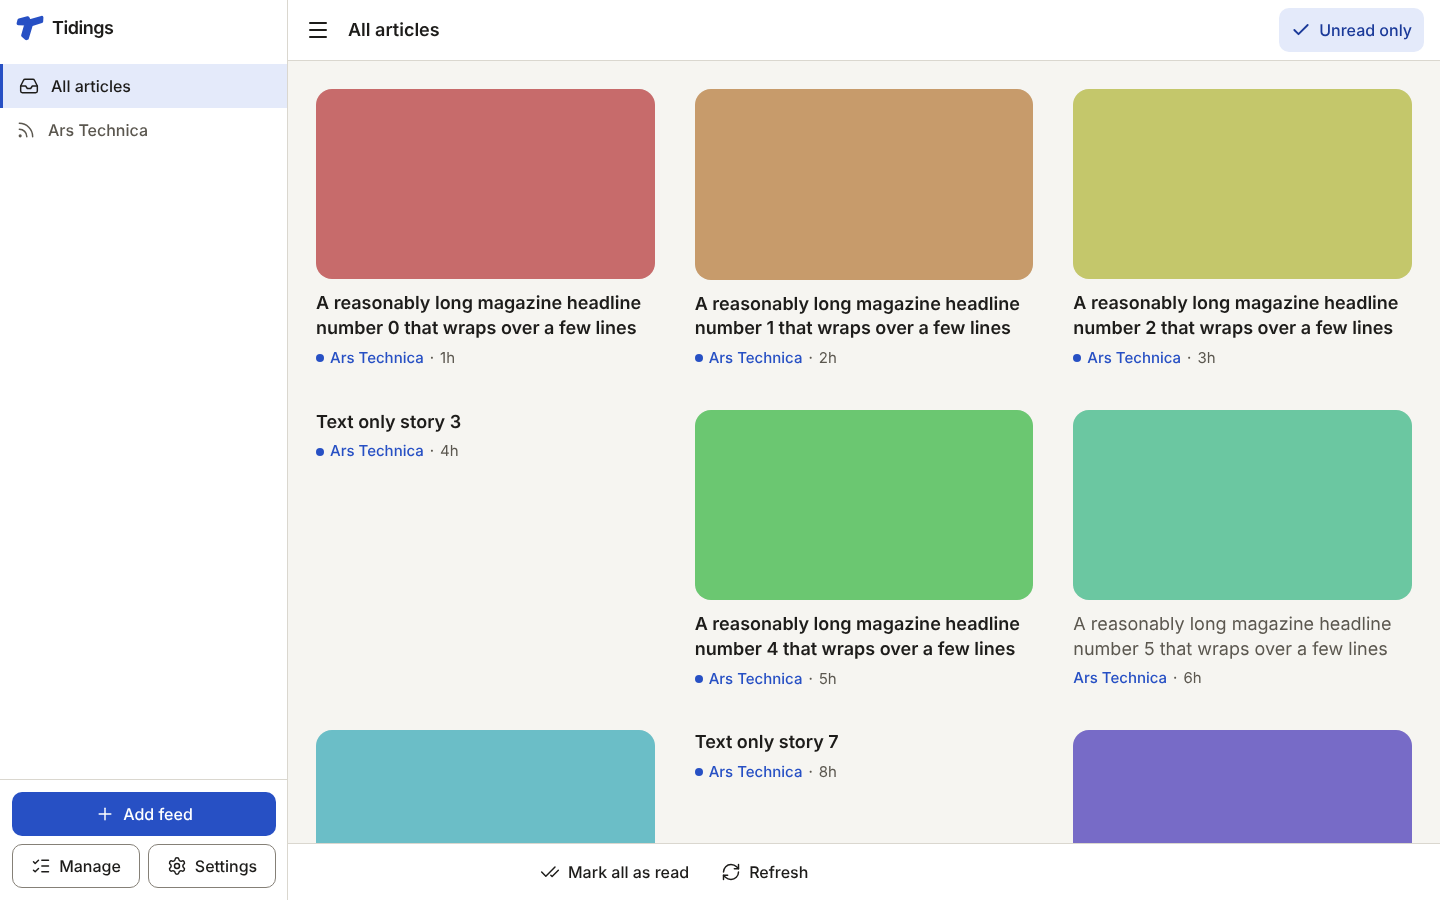 Tidings
All articles
Ars Technica
Add feed
Manage
Settings
All articles
Unread only
A reasonably long magazine headline
number 0 that wraps over a few lines
Ars Technica · 1h
A reasonably long magazine headline
number 1 that wraps over a few lines
Ars Technica · 2h
A reasonably long magazine headline
number 2 that wraps over a few lines
Ars Technica · 3h
Text only story 3
Ars Technica · 4h
A reasonably long magazine headline
number 4 that wraps over a few lines
Ars Technica · 5h
A reasonably long magazine headline
number 5 that wraps over a few lines
Ars Technica · 6h
Text only story 7
Ars Technica · 8h
Mark all as read
Refresh